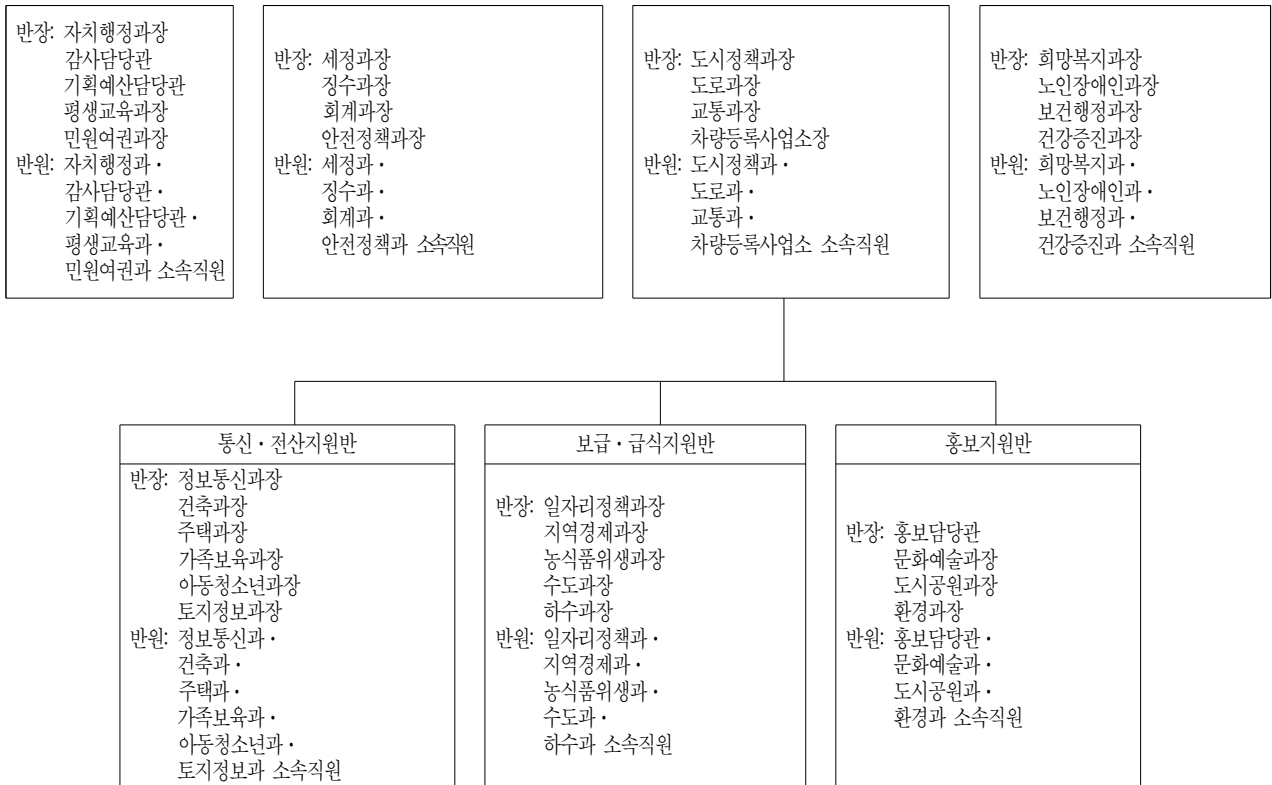 반장: 자치행정과장
감사담당관
기획예산담당관
평생교육과장
민원여권과장
반원: 자치행정과·
감사담당관·
기획예산담당관·
평생교육과·
민원여권과 소속직원
반장: 세정과장
징수과장
회계과장
안전정책과장
반원: 세정과·
징수과·
회계과·
안전정책과 소속직원
반장: 도시정책과장
도로과장
교통과장
차량등록사업소장
반원: 도시정책과·
도로과·
교통과·
차량등록사업소 소속직원
반장: 희망복지과장
노인장애인과장
보건행정과장
건강증진과장
반원: 희망복지과·
노인장애인과·
보건행정과·
건강증진과 소속직원
통신·전산지원반
반장: 정보통신과장
건축과장
주택과장
가족보육과장
아동청소년과장
토지정보과장
반원: 정보통신과·
건축과·
주택과·
가족보육과·
아동청소년과·
토지정보과 소속직원
보급·급식지원반
반장: 일자리정책과장
지역경제과장
농식품위생과장
수도과장
하수과장
반원: 일자리정책과·
지역경제과·
농식품위생과·
수도과·
하수과 소속직원
홍보지원반
반장: 홍보담당관
문화예술과장
도시공원과장
환경과장
반원: 홍보담당관·
문화예술과·
도시공원과·
환경과 소속직원